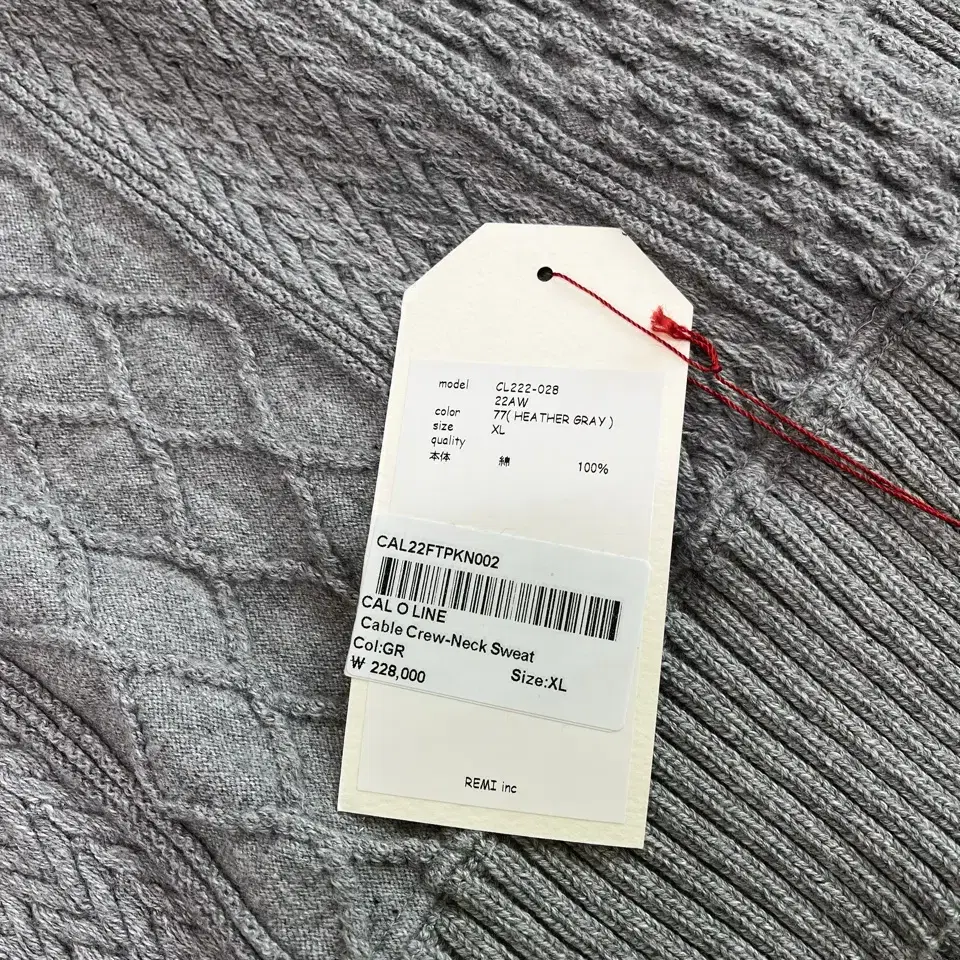 model CL222-028
22AW
color 77( HEATHER GRAY )
size XL
quality
本体 綿 100%
CAL22FTPKN002
CAL O LINE
Cable Crew-Neck Sweat
Col:GR
₩ 228,000 Size:XL
REMI inc